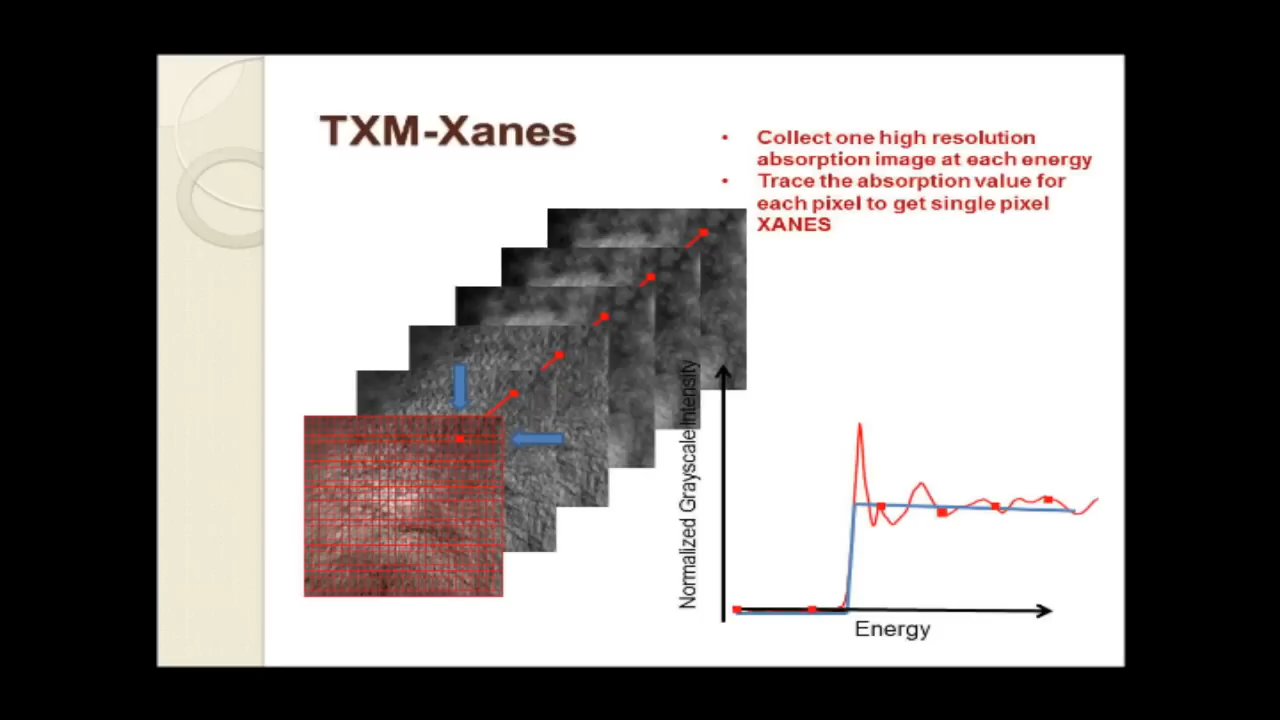 TXM-Xanes
• Collect one high resolution
absorption image at each energy
• Trace the absorption value for
each pixel to get single pixel
XANES
Normalized Grayscale Intensity
Energy